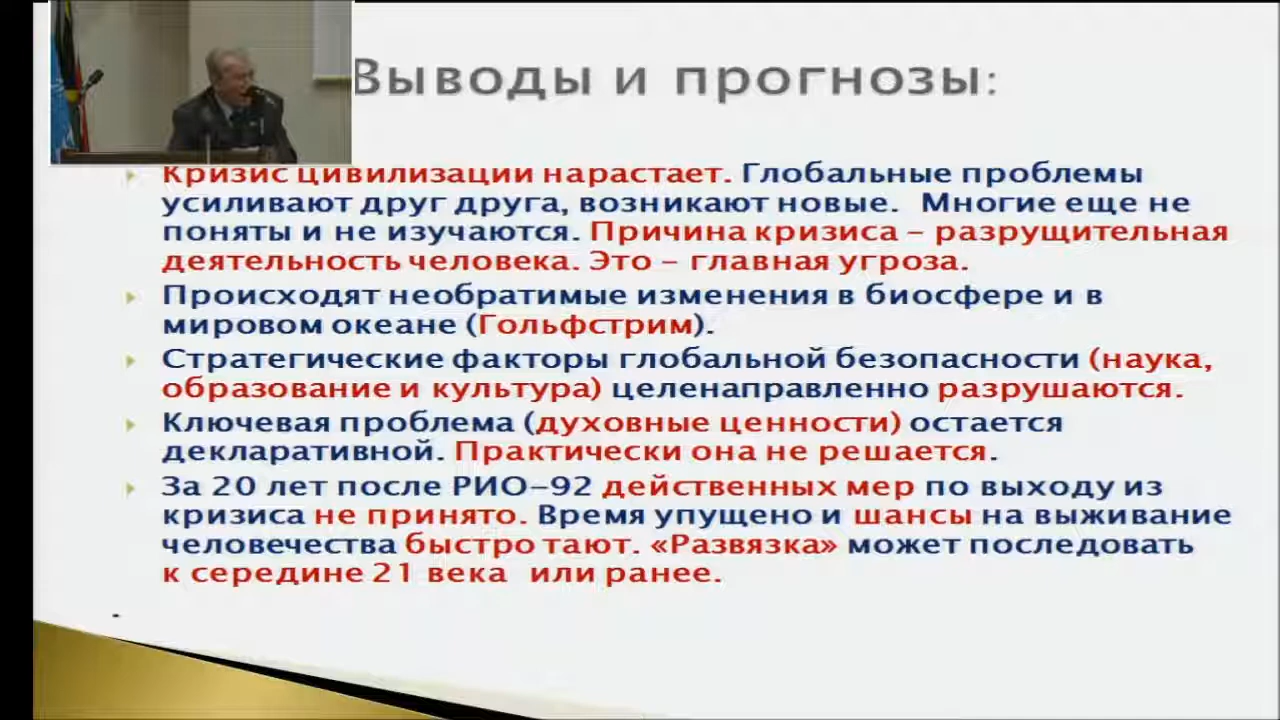 Выводы и прогнозы:
Кризис цивилизации нарастает. Глобальные проблемы
усиливают друг друга, возникают новые. Многие еще не
поняты и не изучаются. Причина кризиса – разрущительная
деятельность человека. Это – главная угроза.
Происходят необратимые изменения в биосфере и в
мировом океане (Гольфстрим).
Стратегические факторы глобальной безопасности (наука,
образование и культура) целенаправленно разрушаются.
Ключевая проблема (духовные ценности) остается
декларативной. Практически она не решается.
За 20 лет после РИО-92 действенных мер по выходу из
кризиса не принято. Время упущено и шансы на выживание
человечества быстро тают. «Развязка» может последовать
к середине 21 века или ранее.